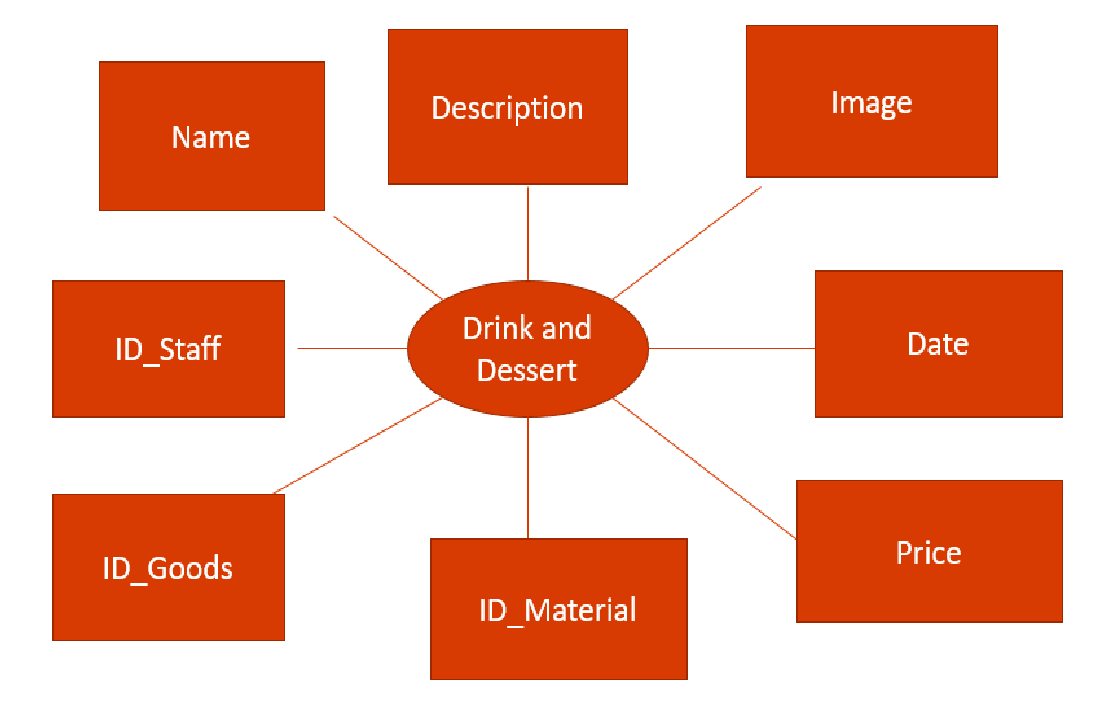 Name
Description
Image
ID_Staff
Drink and
Dessert
Date
ID_Goods
ID_Material
Price